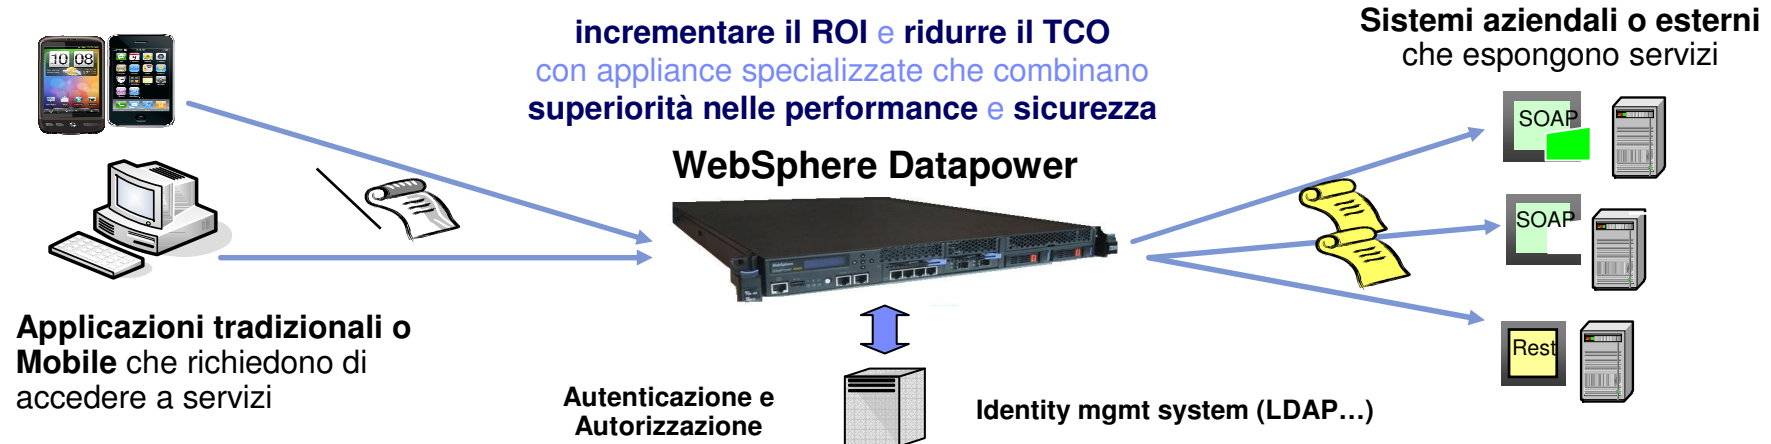 incrementare il ROI e ridurre il TCO
con appliance specializzate che combinano
superiorità nelle performance e sicurezza
Sistemi aziendali o esterni
che espongono servizi
10 08
WebSphere Datapower
SOAP
SOAP
Rest
Applicazioni tradizionali o
Mobile che richiedono di
accedere a servizi
Autenticazione e
Autorizzazione
Identity mgmt system (LDAP…)